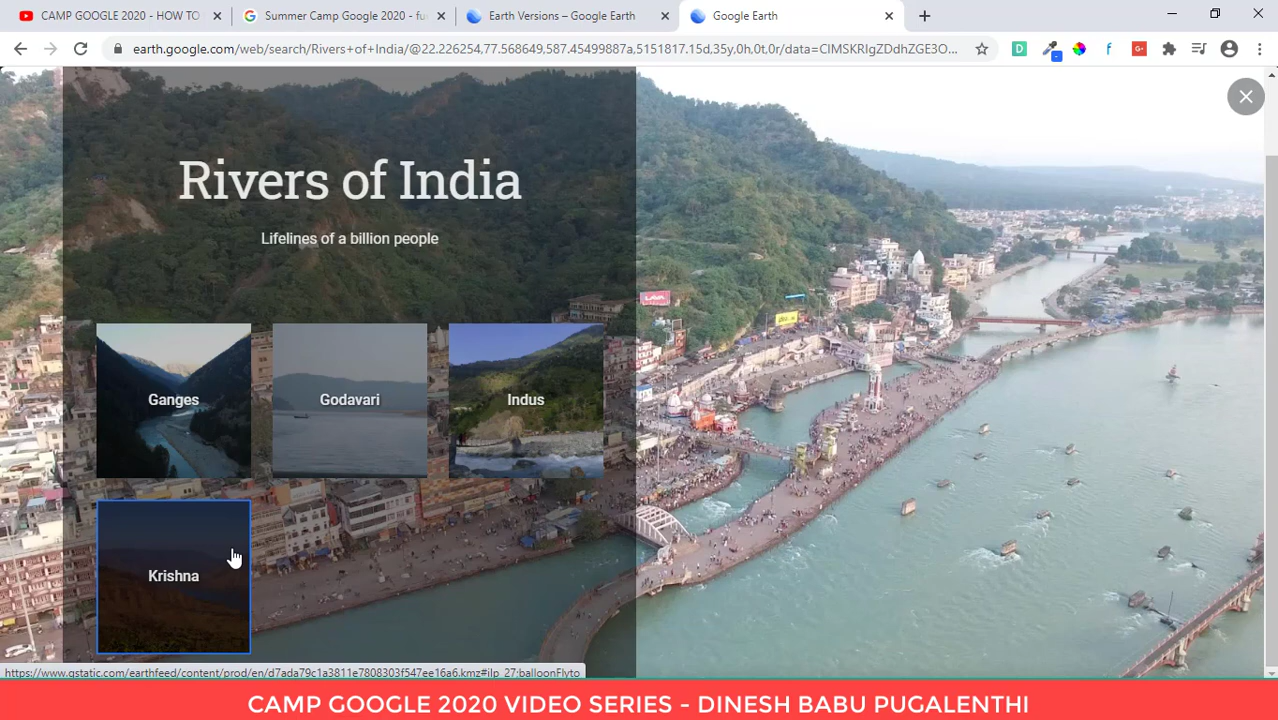 CAMP GOOGLE 2020 - HOW TO
Summer Camp Google 2020 - fu
Earth Versions – Google Earth
Google Earth
earth.google.com/web/search/Rivers+of+India/@22.226254,77.568649,587.45499887a,5151817.15d,35y,0h,0t,0r/data=CIMSKRIgZDdhZGE3O...
Rivers of India
Lifelines of a billion people
Ganges
Godavari
Indus
Krishna
https://www.gstatic.com/earthfeed/content/prod/en/d7ada79c1a3811e7808303f547ee16a6.kmz#ilp_27;balloonFlyto
CAMP GOOGLE 2020 VIDEO SERIES - DINESH BABU PUGALENTHI